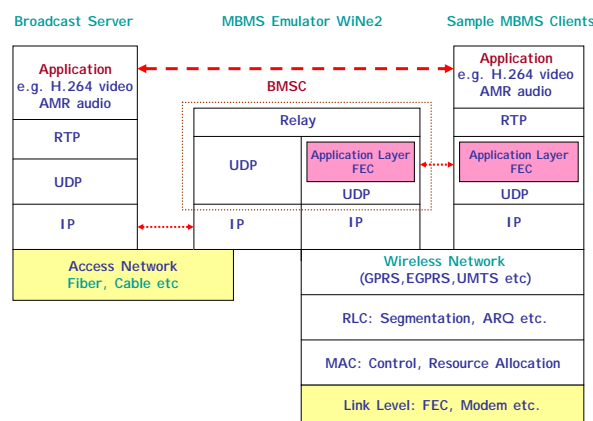 Broadcast Server
MBMS Emulator WiNe2
Sample MBMS Clients
Application
e.g. H.264 video
AMR audio
RTP
UDP
IP
BMSC
Relay
UDP
Application Layer
FEC
UDP
IP
IP
Application
e.g. H.264 video
AMR audio
RTP
Application Layer
FEC
UDP
IP
Access Network
Fiber, Cable etc
Wireless Network
(GPRS,EGPRS,UMTS etc)
RLC: Segmentation, ARQ etc.
MAC: Control, Resource Allocation
Link Level: FEC, Modem etc.